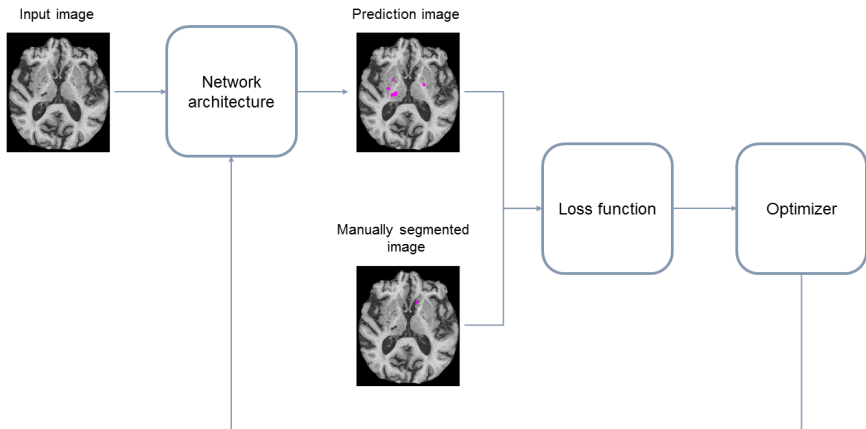 Input image
Prediction image
Network
architecture
Manually segmented
image
Loss function
Optimizer